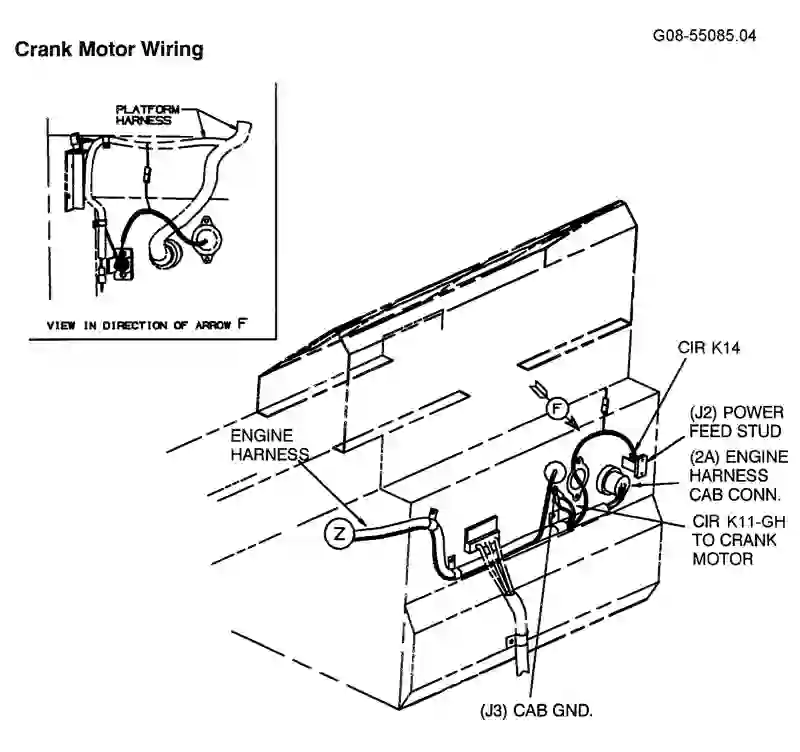 G08-55085.04
Crank Motor Wiring
PLATFORM
HARNESS
VIEW IN DIRECTION OF ARROW F
CIR K14
F
(J2) POWER
FEED STUD
ENGINE
HARNESS
(2A) ENGINE
HARNESS
CAB CONN.
Z
CIR K11-GH
TO CRANK
MOTOR
(J3) CAB GND.